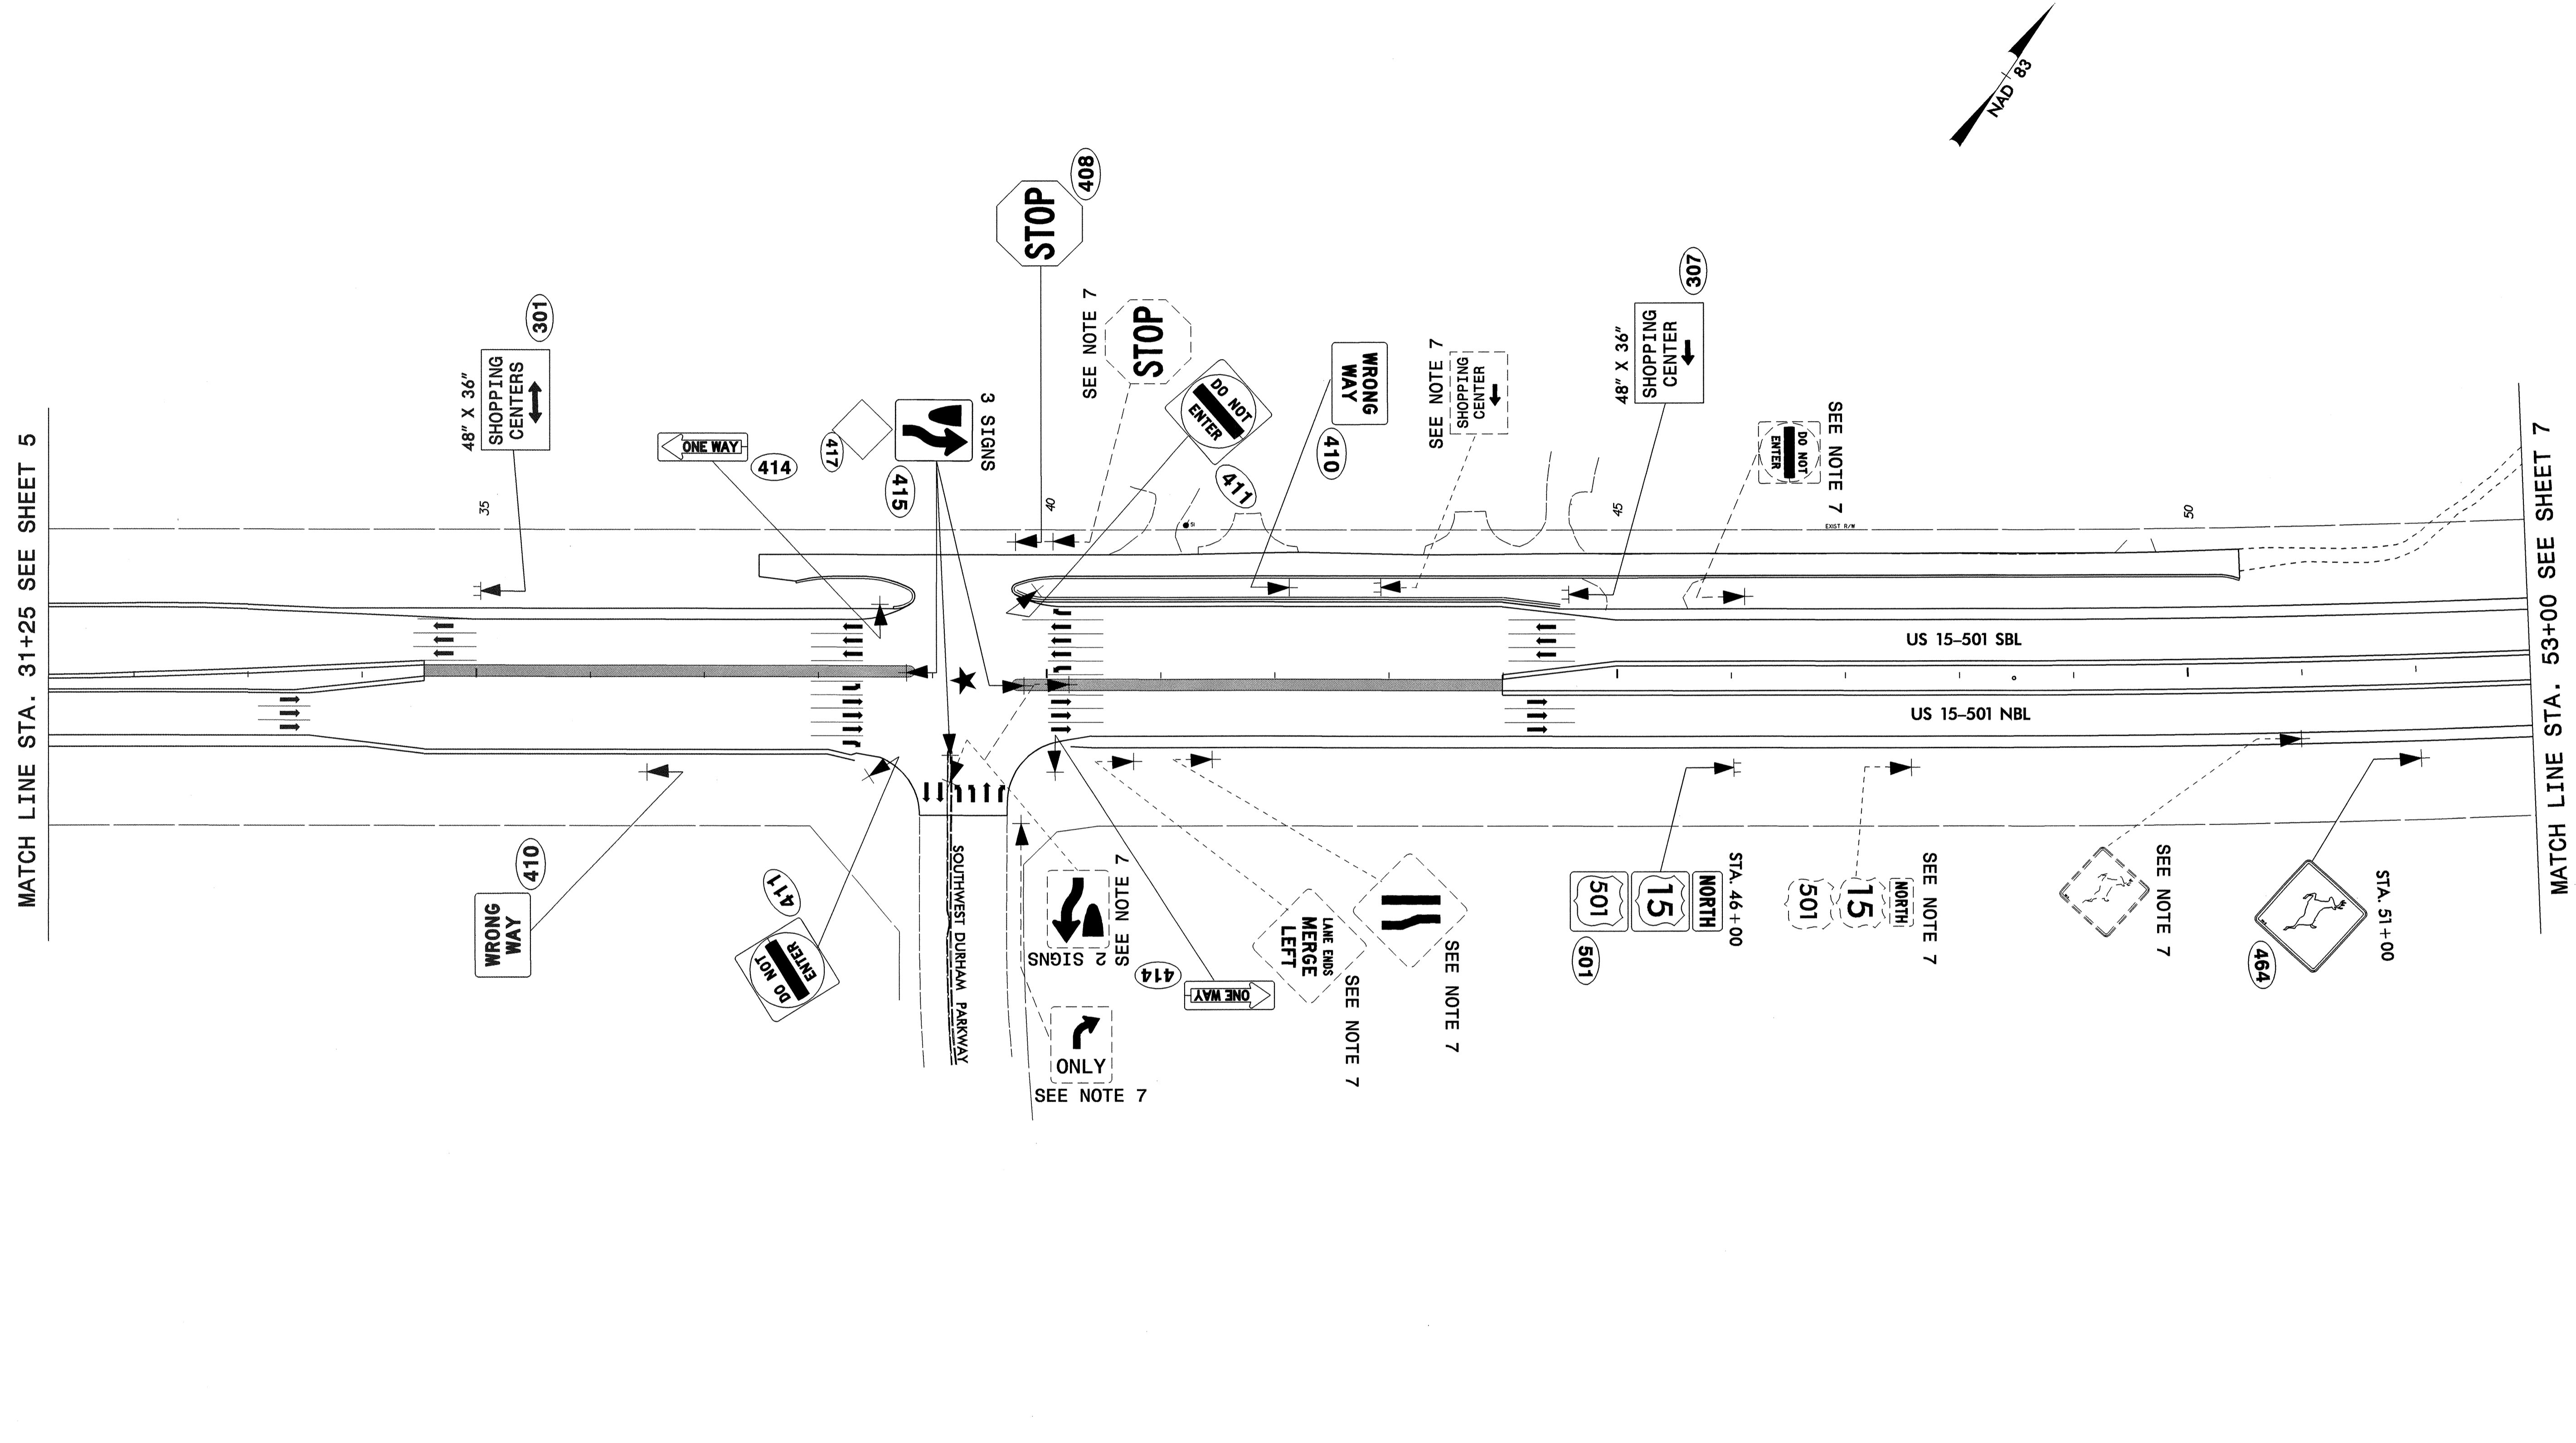 NAD 83
MATCH LINE STA. 31+25 SEE SHEET 5
MATCH LINE STA. 53+00 SEE SHEET 7
STOP
408
301
48" X 36"
SHOPPING
CENTERS
ONE WAY
414
417
3 SIGNS
415
SEE NOTE 7
STOP
DO NOT
ENTER
411
WRONG
WAY
410
SEE NOTE 7
SHOPPING
CENTER
307
48" X 36"
SHOPPING
CENTER
DO NOT
ENTER
SEE NOTE 7
35
40
45
50
51
EXIST R/W
US 15-501 SBL
US 15-501 NBL
410
WRONG
WAY
411
DO NOT
ENTER
SOUTHWEST DURHAM PARKWAY
SEE NOTE 7
2 SIGNS
414
ONE WAY
ONLY
SEE NOTE 7
LANE ENDS
MERGE
LEFT
SEE NOTE 7
SEE NOTE 7
NORTH
15
501
STA. 46+00
501
NORTH
15
501
SEE NOTE 7
SEE NOTE 7
STA. 51+00
464